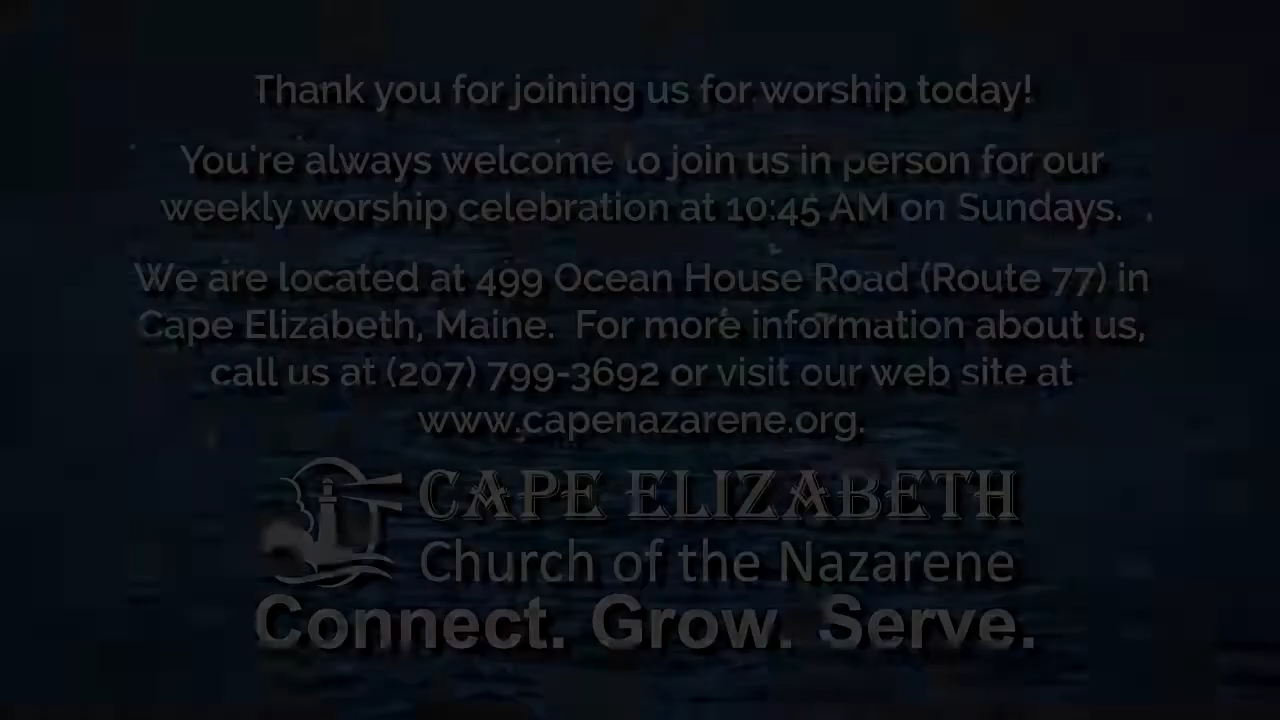 Thank you for joining us for worship today!
You're always welcome to join us in person for our
weekly worship celebration at 10:45 AM on Sundays.
We are located at 499 Ocean House Road (Route 77) in
Cape Elizabeth, Maine.  For more information about us,
call us at (207) 799-3692 or visit our web site at
www.capenazarene.org.
CAPE ELIZABETH
Church of the Nazarene
Connect. Grow. Serve.